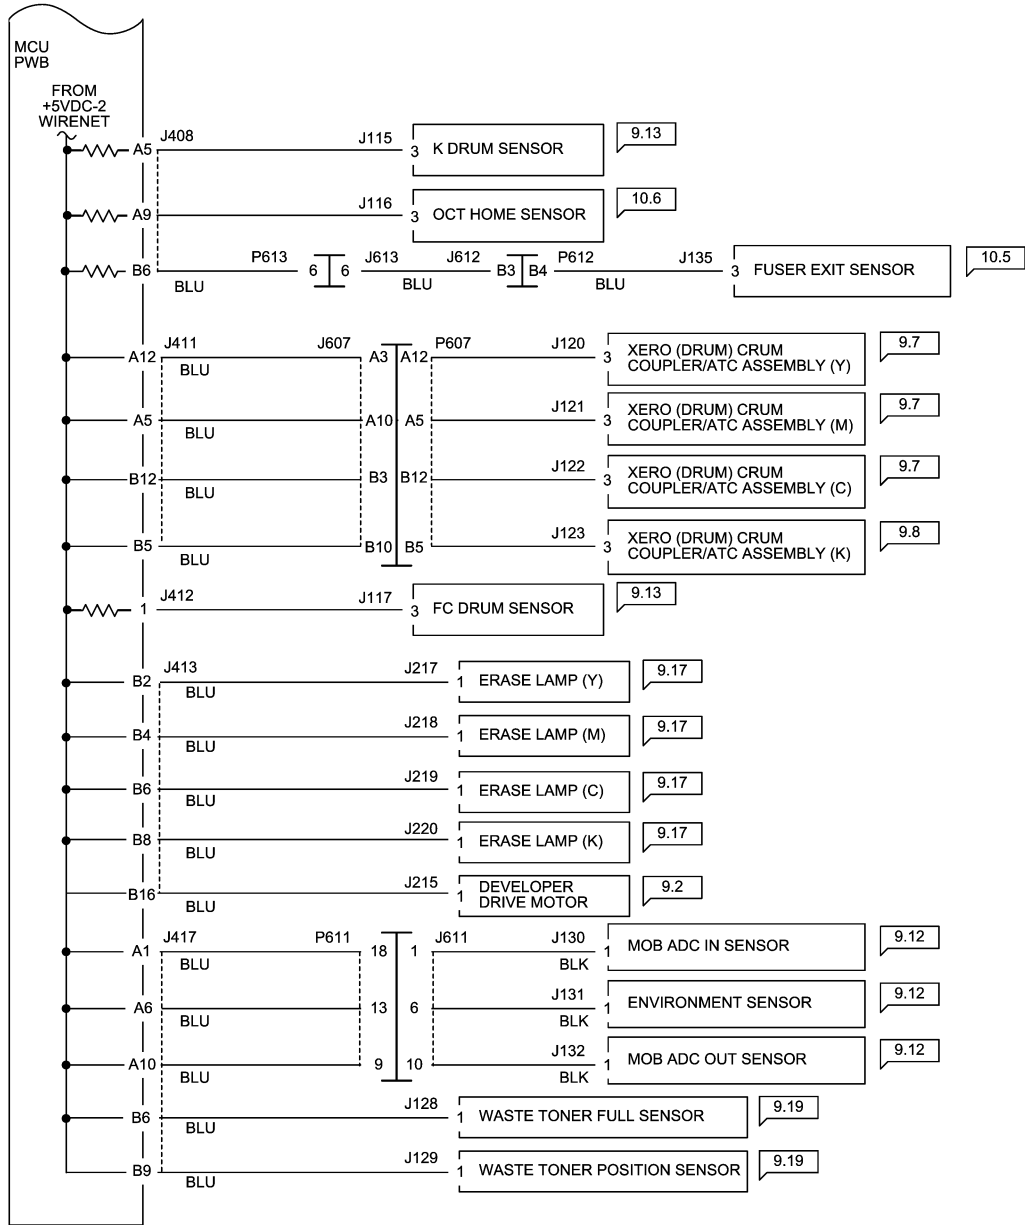 MCU
PWB
FROM
+5VDC-2
WIRENET
A5 J408 J115 3 K DRUM SENSOR 9.13
A9 J116 3 OCT HOME SENSOR 10.6
B6 BLU P613 6 6 J613 BLU J612 B3 B4 P612 BLU J135 3 FUSER EXIT SENSOR 10.5
A12 J411 BLU J607 A3 A12 P607 J120 3 XERO (DRUM) CRUM 9.7
COUPLER/ATC ASSEMBLY (Y)
A5 BLU A10 A5 J121 3 XERO (DRUM) CRUM 9.7
COUPLER/ATC ASSEMBLY (M)
B12 BLU B3 B12 J122 3 XERO (DRUM) CRUM 9.7
COUPLER/ATC ASSEMBLY (C)
B5 BLU B10 B5 J123 3 XERO (DRUM) CRUM 9.8
COUPLER/ATC ASSEMBLY (K)
1 J412 J117 3 FC DRUM SENSOR 9.13
B2 J413 BLU J217 1 ERASE LAMP (Y) 9.17
B4 BLU J218 1 ERASE LAMP (M) 9.17
B6 BLU J219 1 ERASE LAMP (C) 9.17
B8 BLU J220 1 ERASE LAMP (K) 9.17
B16 BLU J215 1 DEVELOPER 9.2
DRIVE MOTOR
A1 J417 BLU P611 18 1 J611 J130 BLK 1 MOB ADC IN SENSOR 9.12
A6 BLU 13 6 J131 BLK 1 ENVIRONMENT SENSOR 9.12
A10 BLU 9 10 J132 BLK 1 MOB ADC OUT SENSOR 9.12
B6 BLU J128 1 WASTE TONER FULL SENSOR 9.19
B9 BLU J129 1 WASTE TONER POSITION SENSOR 9.19